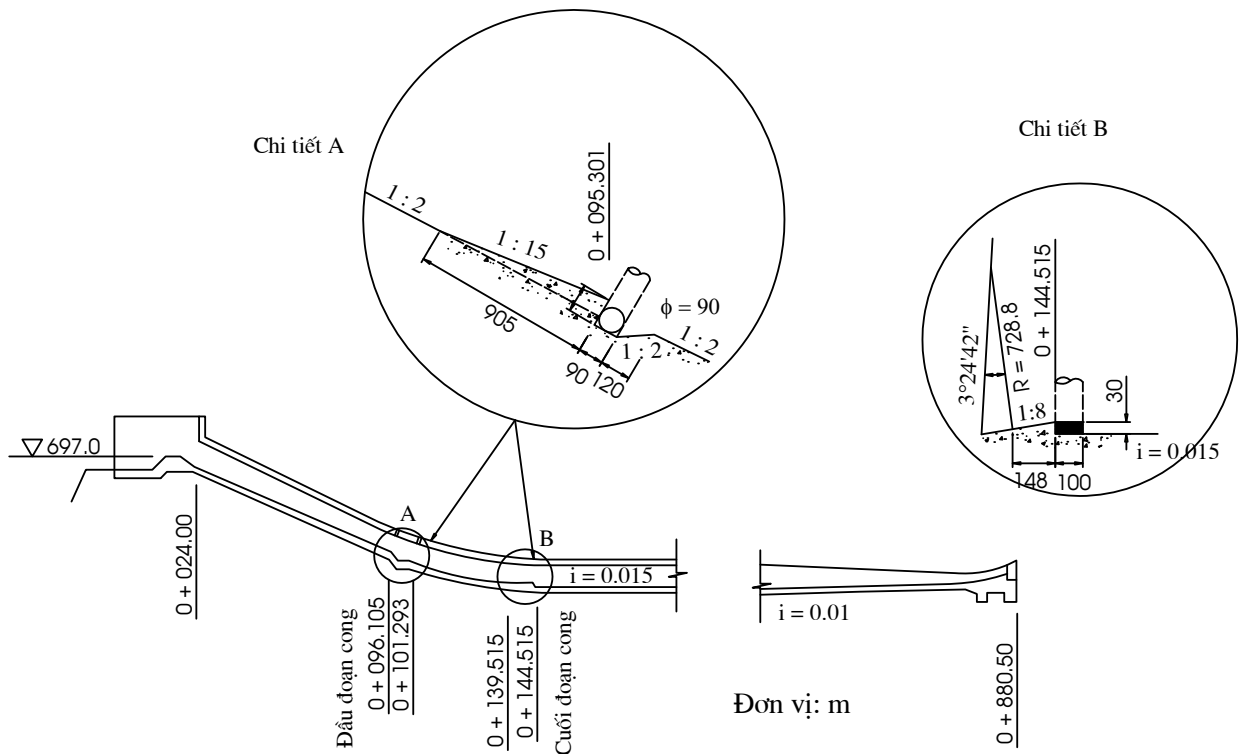 Chi tiết A
1 : 2
1 : 15
0 + 095.301
905
90
120
ϕ = 90
1 : 2
1 : 2
Chi tiết B
3°24'42"
R = 728.8
0 + 144.515
1:8
30
i = 0.015
148
100
697.0
0 + 024.00
A
B
i = 0.015
i = 0.01
Đầu đoạn cong
0 + 096.105
0 + 101.293
0 + 139.515
0 + 144.515
Cuối đoạn cong
Đơn vị: m
0 + 880.50